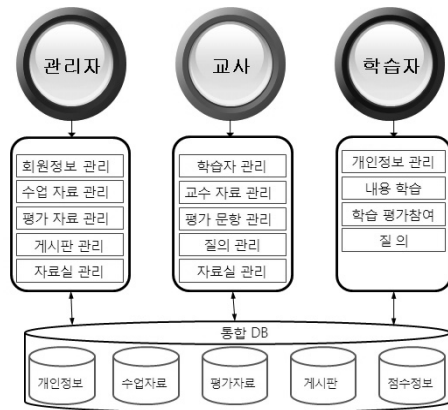 관리자
교사
학습자
회원정보 관리
수업 자료 관리
평가 자료 관리
게시판 관리
자료실 관리
학습자 관리
교수 자료 관리
평가 문항 관리
질의 관리
자료실 관리
개인정보 관리
내용 학습
학습 평가참여
질 의
통합 DB
개인정보
수업자료
평가자료
게시판
점수정보